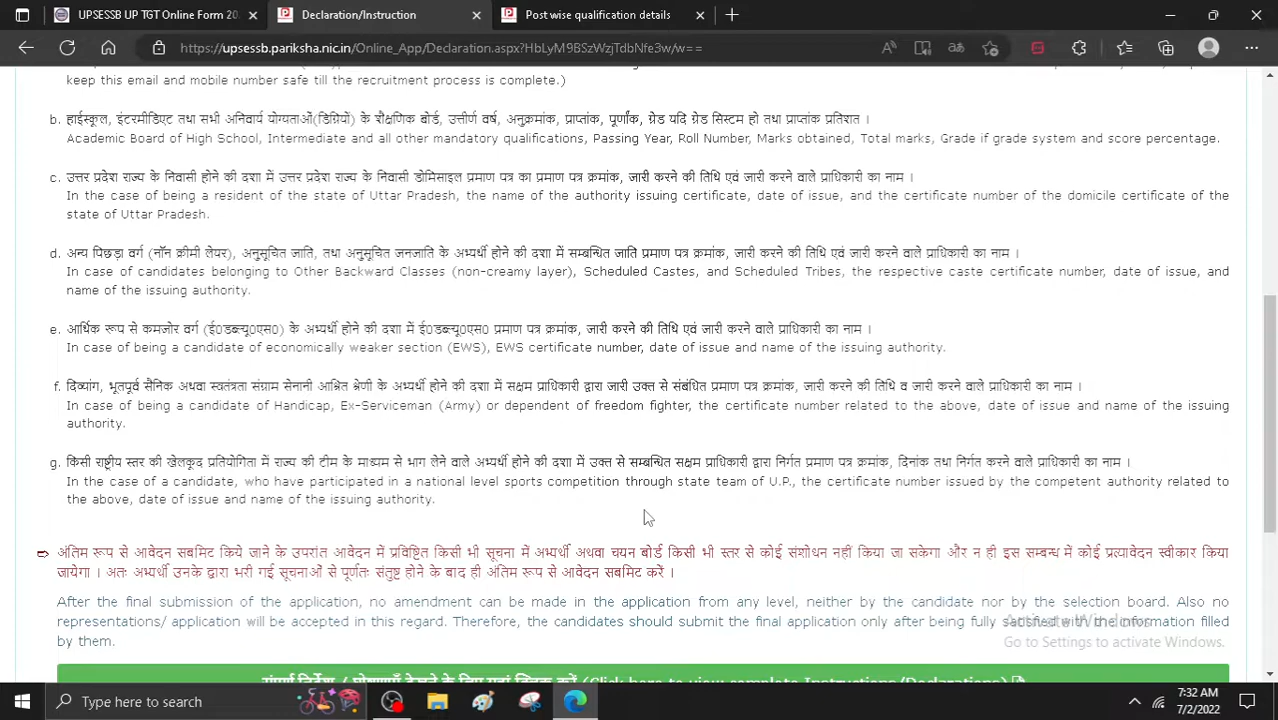 UPSESSB UP TGT Online Form 20
Declaration/Instruction
Post wise qualification details
https://upsessb.pariksha.nic.in/Online_App/Declaration.aspx?HbLyM9BSzWzjTdbNfe3w/w==
keep this email and mobile number safe till the recruitment process is complete.)
b. हाईस्कूल, इंटरमीडिएट तथा सभी अनिवार्य योग्यताओं(डिग्रियों) के शैक्षणिक बोर्ड, उत्तीर्ण वर्ष, अनुक्रमांक, प्राप्तांक, पूर्णांक, ग्रेड यदि ग्रेड सिस्टम हो तथा प्राप्तांक प्रतिशत ।
Academic Board of High School, Intermediate and all other mandatory qualifications, Passing Year, Roll Number, Marks obtained, Total marks, Grade if grade system and score percentage.
c. उत्तर प्रदेश राज्य के निवासी होने की दशा में उत्तर प्रदेश राज्य के निवासी डोमिसाइल प्रमाण पत्र का प्रमाण पत्र क्रमांक, जारी करने की तिथि एवं जारी करने वाले प्राधिकारी का नाम ।
In the case of being a resident of the state of Uttar Pradesh, the name of the authority issuing certificate, date of issue, and the certificate number of the domicile certificate of the
state of Uttar Pradesh.
d. अन्य पिछड़ा वर्ग (नॉन क्रीमी लेयर), अनुसूचित जाति, तथा अनुसूचित जनजाति के अभ्यर्थी होने की दशा में सम्बन्धित जाति प्रमाण पत्र क्रमांक, जारी करने की तिथि एवं जारी करने वाले प्राधिकारी का नाम ।
In case of candidates belonging to Other Backward Classes (non-creamy layer), Scheduled Castes, and Scheduled Tribes, the respective caste certificate number, date of issue, and
name of the issuing authority.
e. आर्थिक रूप से कमजोर वर्ग (ई0डब्ल्यू0एस0) के अभ्यर्थी होने की दशा में ई0डब्ल्यू0एस0 प्रमाण पत्र क्रमांक, जारी करने की तिथि एवं जारी करने वाले प्राधिकारी का नाम ।
In case of being a candidate of economically weaker section (EWS), EWS certificate number, date of issue and name of the issuing authority.
f. दिव्यांग, भूतपूर्व सैनिक अथवा स्वतंत्रता संग्राम सेनानी आश्रित श्रेणी के अभ्यर्थी होने की दशा में सक्षम प्राधिकारी द्वारा जारी उक्त से संबंधित प्रमाण पत्र क्रमांक, जारी करने की तिथि व जारी करने वाले प्राधिकारी का नाम ।
In case of being a candidate of Handicap, Ex-Serviceman (Army) or dependent of freedom fighter, the certificate number related to the above, date of issue and name of the issuing
authority.
g. किसी राष्ट्रीय स्तर की खेलकूद प्रतियोगिता में राज्य की टीम के माध्यम से भाग लेने वाले अभ्यर्थी होने की दशा में उक्त से सम्बन्धित सक्षम प्राधिकारी द्वारा निर्गत प्रमाण पत्र क्रमांक, दिनांक तथा निर्गत करने वाले प्राधिकारी का नाम ।
In the case of a candidate, who have participated in a national level sports competition through state team of U.P., the certificate number issued by the competent authority related to
the above, date of issue and name of the issuing authority.
अंतिम रूप से आवेदन सबमिट किये जाने के उपरांत आवेदन में प्रविष्टित किसी भी सूचना में अभ्यर्थी अथवा चयन बोर्ड किसी भी स्तर से कोई संशोधन नहीं किया जा सकेगा और न ही इस सम्बन्ध में कोई प्रत्यावेदन स्वीकार किया
जायेगा । अतः अभ्यर्थी उनके द्वारा भरी गई सूचनाओं से पूर्णतः संतुष्ट होने के बाद ही अंतिम रूप से आवेदन सबमिट करें ।
After the final submission of the application, no amendment can be made in the application from any level, neither by the candidate nor by the selection board. Also no
representations/ application will be accepted in this regard. Therefore, the candidates should submit the final application only after being fully satisfied with the information filled
by them.
Activate Windows
Go to Settings to activate Windows.
संपूर्ण निर्देश / घोषणाएँ देखने के लिए यहां क्लिक करें (Click here to view complete Instructions/Declarations)
Type here to search
7:32 AM
7/2/2022